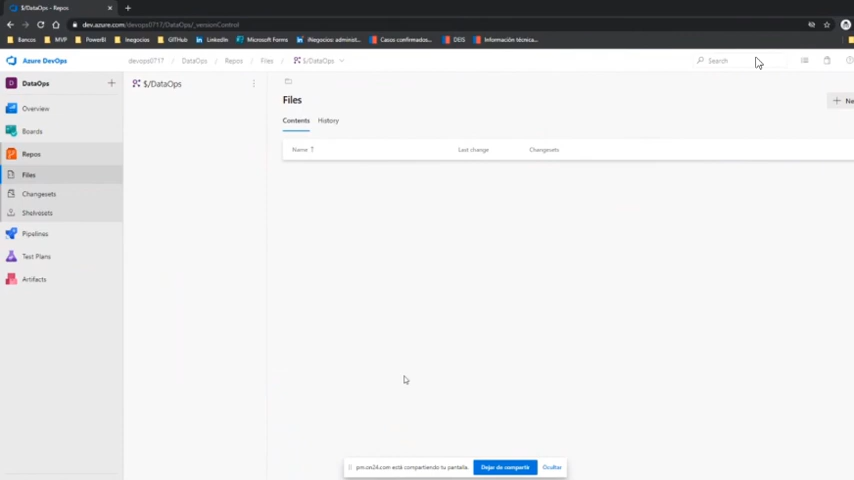 $/DataOps - Repos
dev.azure.com/devops0717/DataOps/_versionControl
Bancos MVP PowerBI Inegocios GITHub LinkedIn Microsoft Forms iNegocios: administ... Casos confirmados... DEIS Información técnica...
Azure DevOps devops0717 / DataOps / Repos / Files / $/DataOps Search
D DataOps
$/DataOps
Overview
Boards
Repos
Files
Changesets
Shelvesets
Pipelines
Test Plans
Artifacts
Files
Ne
Contents History
Name Last change Changesets
pm.on24.com está compartiendo tu pantalla. Dejar de compartir Ocultar